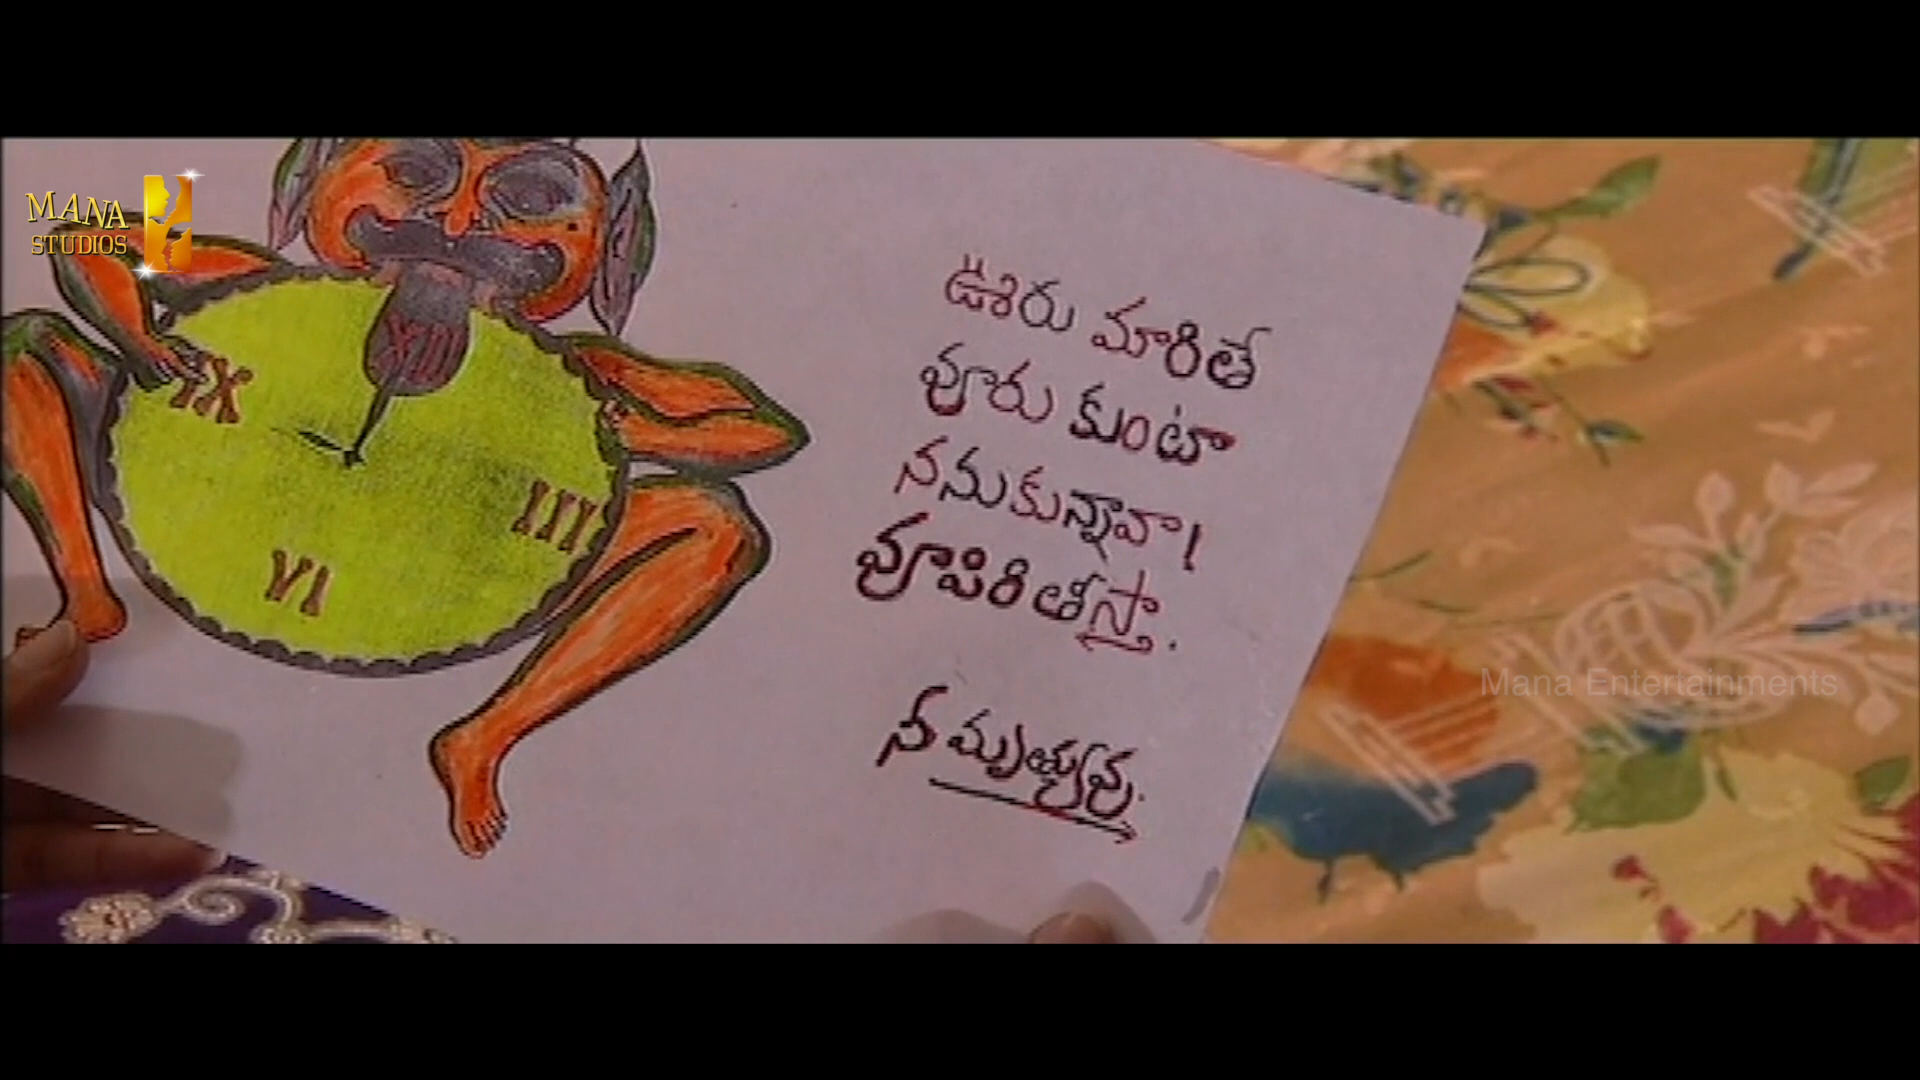 MANA
STUDIOS
XII
IX
III
VI
ఊరు మారితే
వూరు కుంటా
ననుకున్నావా!
వూపిరి తీస్తా.
నీ మృత్యువు.
Mana Entertainments